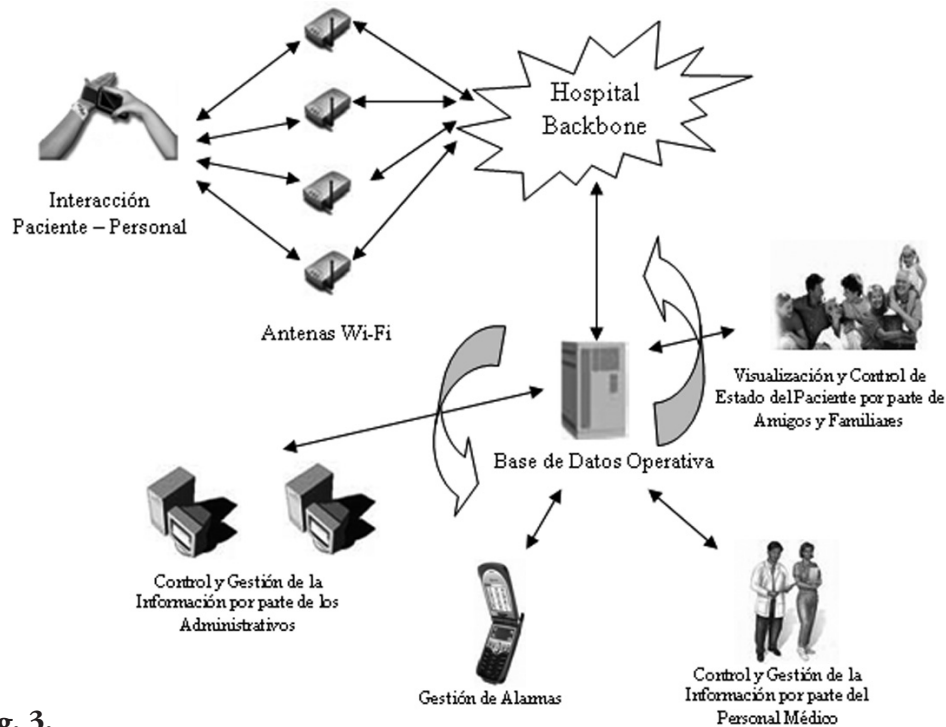 Hospital
Backbone
Interacción
Paciente – Personal
Antenas Wi-Fi
Visualización y Control de
Estado del Paciente por parte de
Amigos y Familiares
Base de Datos Operativa
Control y Gestión de la
Información por parte de los
Administrativos
Gestión de Alarmas
Control y Gestión de la
Información por parte del
Personal Médico
g. 3.